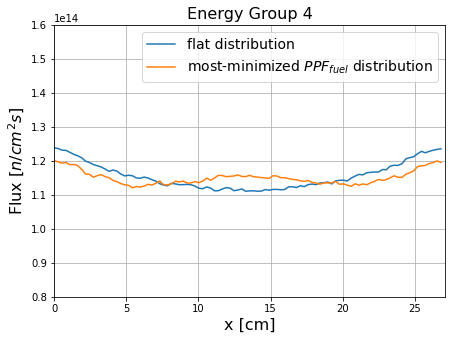 Energy Group 4
1e14
1.6
1.5
1.4
1.3
1.2
1.1
1.0
0.9
0.8
Flux [n/cm²s]
flat distribution
most-minimized PPF_fuel distribution
0 5 10 15 20 25
x [cm]